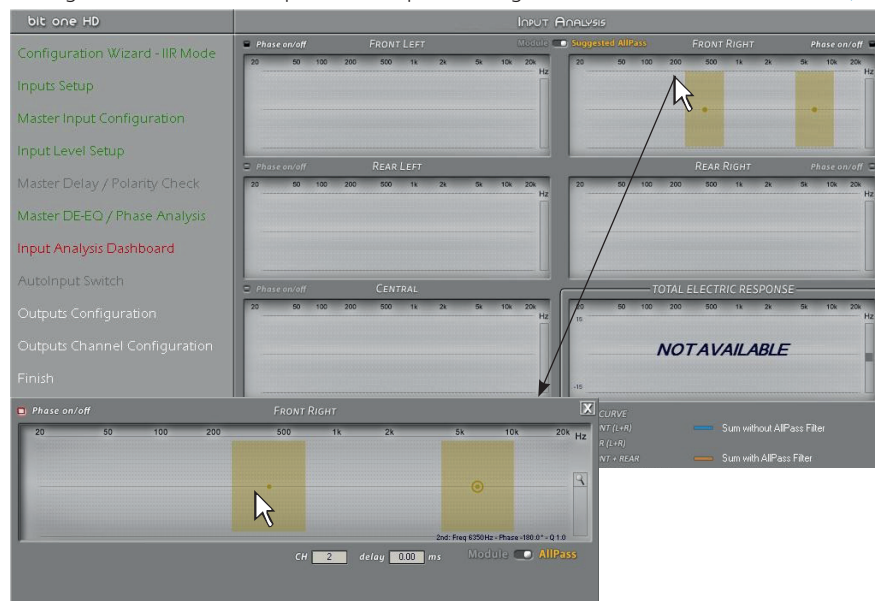 bit one HD
Input Analysis
Configuration Wizard - IIR Mode
Inputs Setup
Master Input Configuration
Input Level Setup
Master Delay / Polarity Check
Master DE-EQ / Phase Analysis
Input Analysis Dashboard
AutoInput Switch
Outputs Configuration
Outputs Channel Configuration
Finish
Phase on/off Front Left
20 50 100 200 500 1k 2k 5k 10k 20k Hz
Module Suggested AllPass Front Right Phase on/off
20 50 100 200 500 1k 2k 5k 10k 20k Hz
Phase on/off Rear Left
20 50 100 200 500 1k 2k 5k 10k 20k Hz
Rear Right Phase on/off
20 50 100 200 500 1k 2k 5k 10k 20k Hz
Phase on/off Central
20 50 100 200 500 1k 2k 5k 10k 20k Hz
TOTAL ELECTRIC RESPONSE
20 50 100 200 500 1k 2k 5k 10k 20k Hz
15
NOT AVAILABLE
-15
CURVE
NT (L+R) Sum without AllPass Filter
R (L+R)
NT + REAR Sum with AllPass Filter
Phase on/off Front Right X
20 50 100 200 500 1k 2k 5k 10k 20k Hz
2nd: Freq 6350Hz - Phase -180.0° - Q 1.0
CH 2 delay 0.00 ms Module AllPass